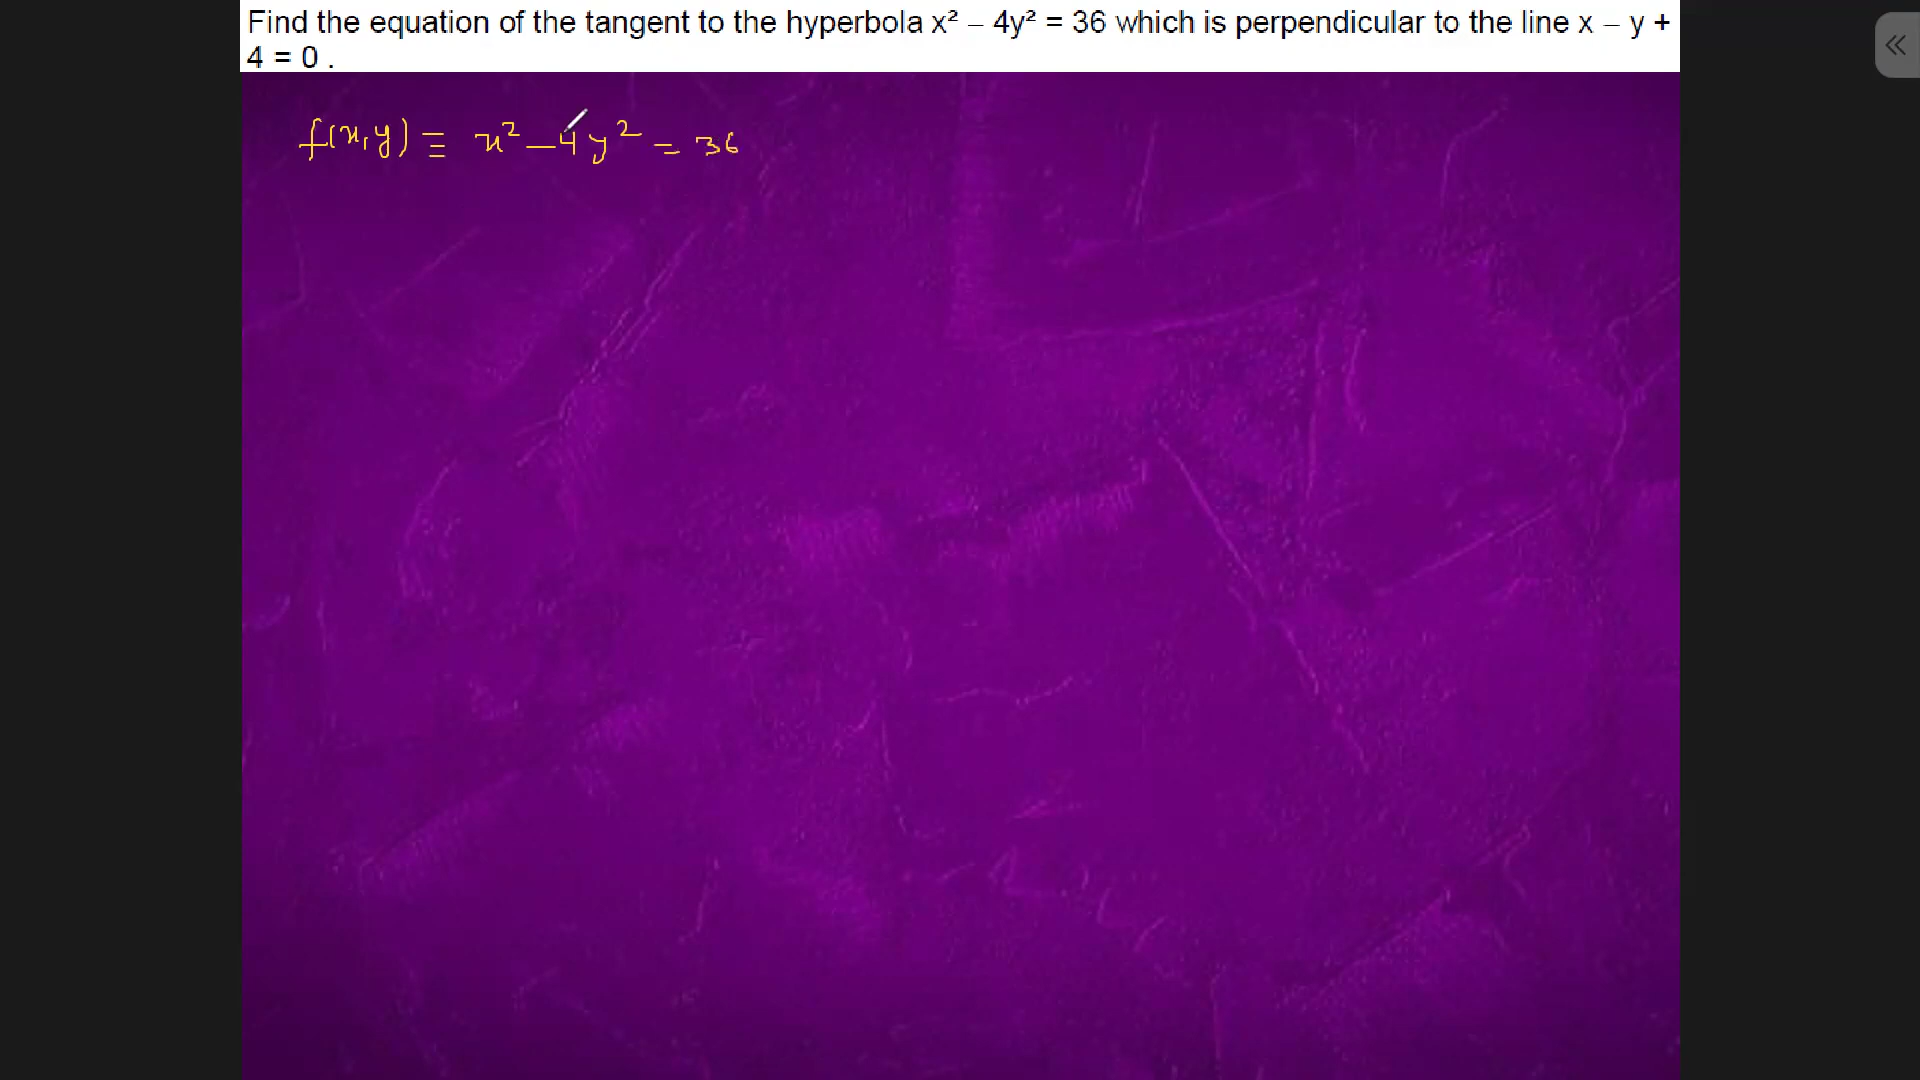 Find the equation of the tangent to the hyperbola x² – 4y² = 36 which is perpendicular to the line x – y +
4 = 0 .
f(x,y) ≡ x² – 4y² = 36